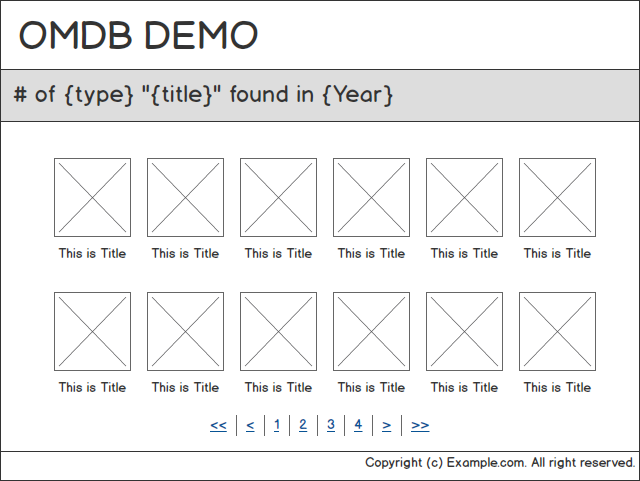 OMDB DEMO
# of {type} "{title}" found in {Year}
This is Title This is Title This is Title This is Title This is Title This is Title
This is Title This is Title This is Title This is Title This is Title This is Title
<< < 1 2 3 4 > >>
Copyright (c) Example.com. All right reserved.